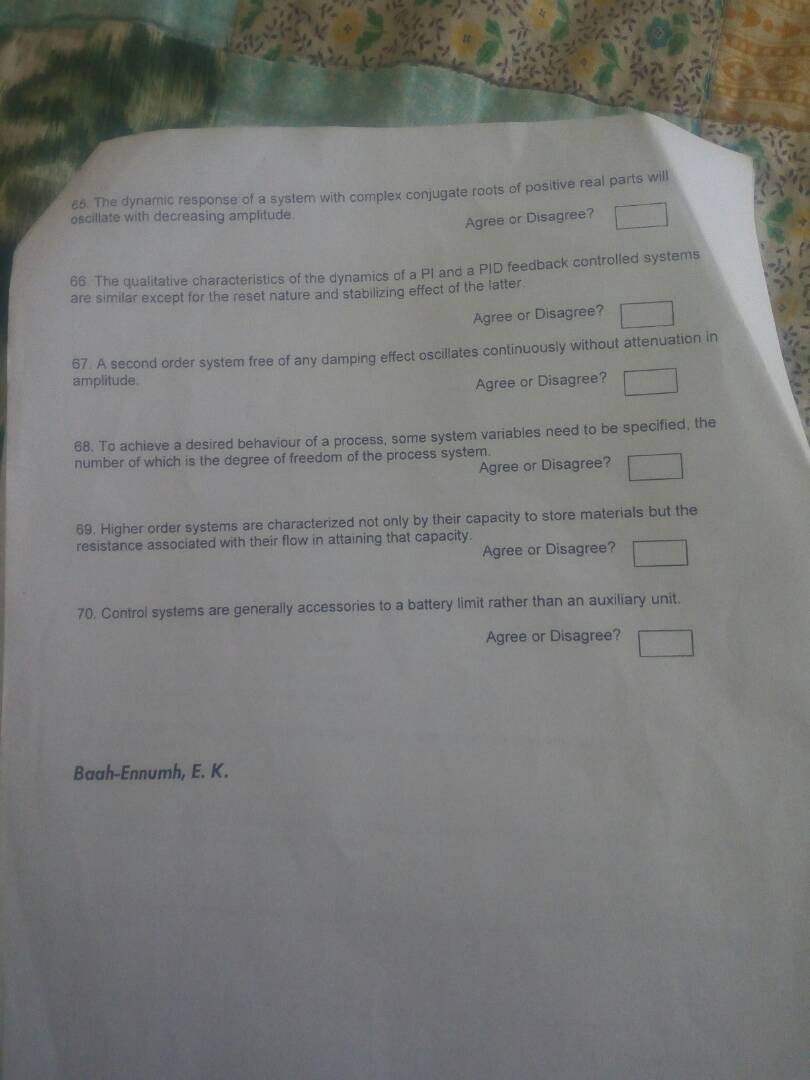 65. The dynamic response of a system with complex conjugate roots of positive real parts will
oscillate with decreasing amplitude.
Agree or Disagree?
66. The qualitative characteristics of the dynamics of a PI and a PID feedback controlled systems
are similar except for the reset nature and stabilizing effect of the latter.
Agree or Disagree?
67. A second order system free of any damping effect oscillates continuously without attenuation in
amplitude.
Agree or Disagree?
68. To achieve a desired behaviour of a process, some system variables need to be specified, the
number of which is the degree of freedom of the process system.
Agree or Disagree?
69. Higher order systems are characterized not only by their capacity to store materials but the
resistance associated with their flow in attaining that capacity.
Agree or Disagree?
70. Control systems are generally accessories to a battery limit rather than an auxiliary unit.
Agree or Disagree?
Baah-Ennumh, E. K.